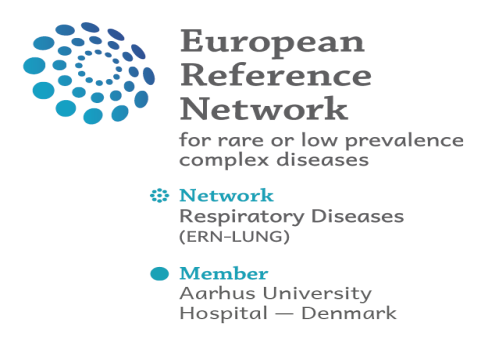 European
Reference
Network
for rare or low prevalence
complex diseases
Network
Respiratory Diseases
(ERN-LUNG)
Member
Aarhus University
Hospital — Denmark